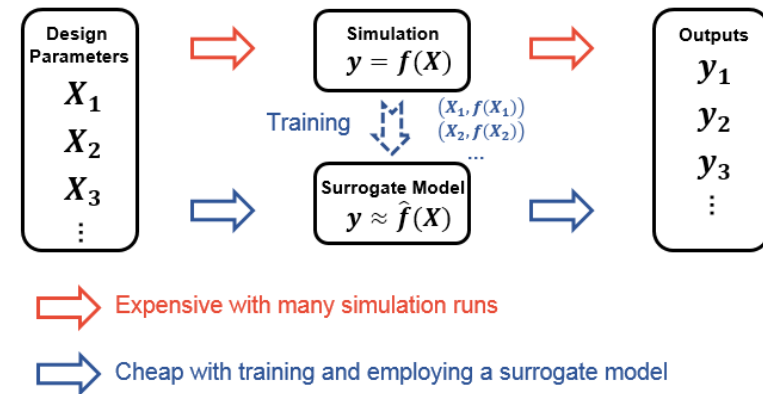 Design
Parameters
X₁
X₂
X₃
⋮
Simulation
y = f(X)
Training
(X₁, f(X₁))
(X₂, f(X₂))
...
Surrogate Model
y ≈ f̂(X)
Outputs
y₁
y₂
y₃
⋮
Expensive with many simulation runs
Cheap with training and employing a surrogate model